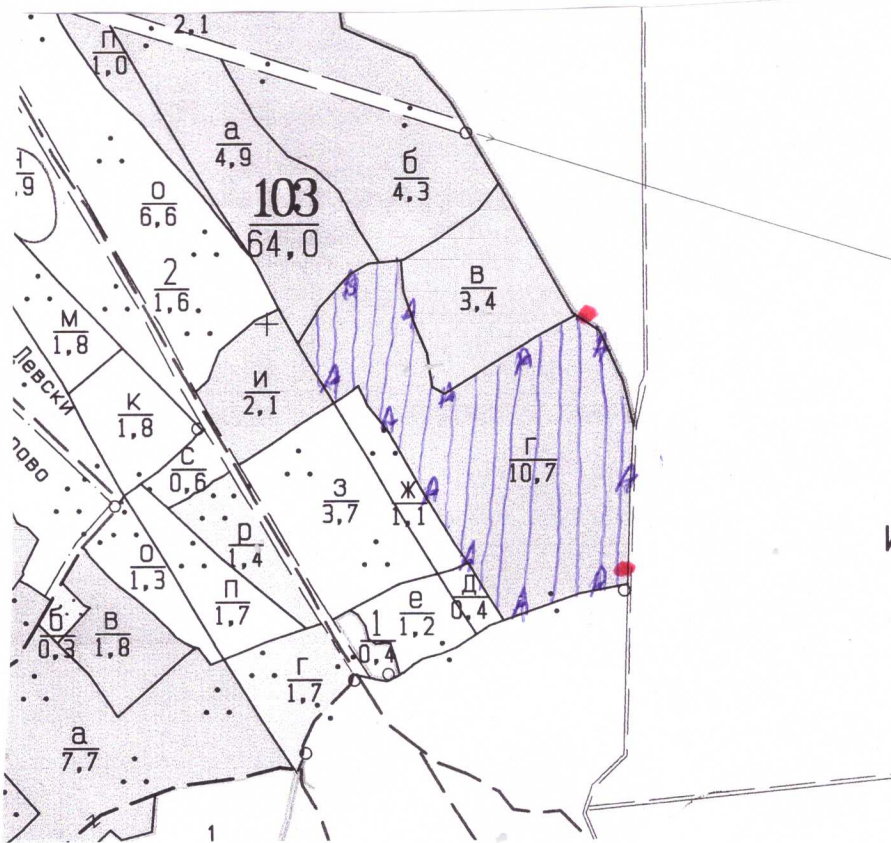 2,1
п
1,0
а
4,9
б
4,3
103
64,0
о
6,6
2
1,6
в
3,4
м
1,8
Левски
к
1,8
и
2,1
с
0,6
з
3,7
ж
1,1
г
10,7
р
1,4
о
1,3
п
1,7
е
1,2
д
0,4
1
0,4
б
0,3
в
1,8
г
1,7
а
7,7
1